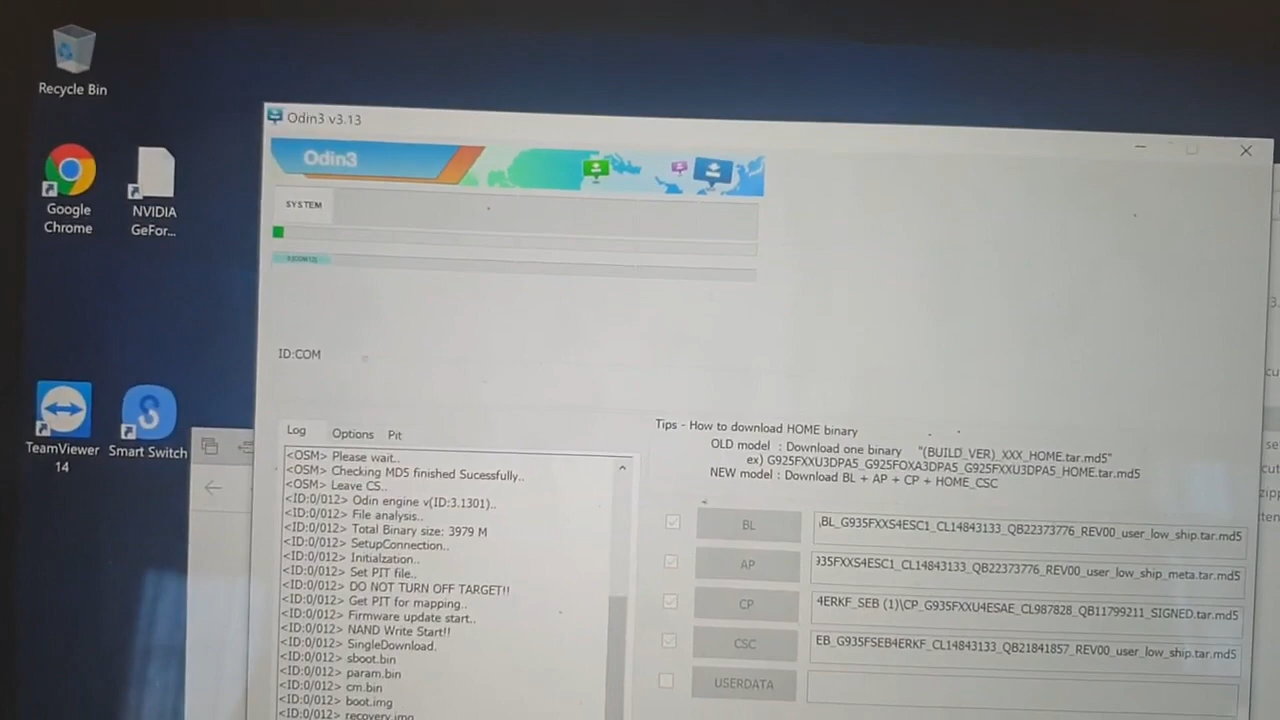 Recycle Bin
Google
Chrome
NVIDIA
GeFor...
TeamViewer
14
Smart Switch
Odin3 v3.13
Odin3
SYSTEM
ID:COM
Log
Options
Pit
<OSM> Please wait..
<OSM> Checking MD5 finished Sucessfully..
<OSM> Leave CS..
<ID:0/012> Odin engine v(ID:3.1301)..
<ID:0/012> File analysis..
<ID:0/012> Total Binary size: 3979 M
<ID:0/012> SetupConnection..
<ID:0/012> Initialzation..
<ID:0/012> Set PIT file..
<ID:0/012> DO NOT TURN OFF TARGET!!
<ID:0/012> Get PIT for mapping..
<ID:0/012> Firmware update start..
<ID:0/012> NAND Write Start!!
<ID:0/012> SingleDownload.
<ID:0/012> sboot.bin
<ID:0/012> param.bin
<ID:0/012> cm.bin
<ID:0/012> boot.img
<ID:0/012> recovery.img
Tips - How to download HOME binary
OLD model : Download one binary "(BUILD_VER)_XXX_HOME.tar.md5"
ex) G925FXXU3DPA5_G925FOXA3DPA5_G925FXXU3DPA5_HOME.tar.md5
NEW model : Download BL + AP + CP + HOME_CSC
BL
BL_G935FXXS4ESC1_CL14843133_QB22373776_REV00_user_low_ship.tar.md5
AP
935FXXS4ESC1_CL14843133_QB22373776_REV00_user_low_ship_meta.tar.md5
CP
4ERKF_SEB (1)\CP_G935FXXU4ESAE_CL987828_QB11799211_SIGNED.tar.md5
CSC
EB_G935FSEB4ERKF_CL14843133_QB21841857_REV00_user_low_ship.tar.md5
USERDATA